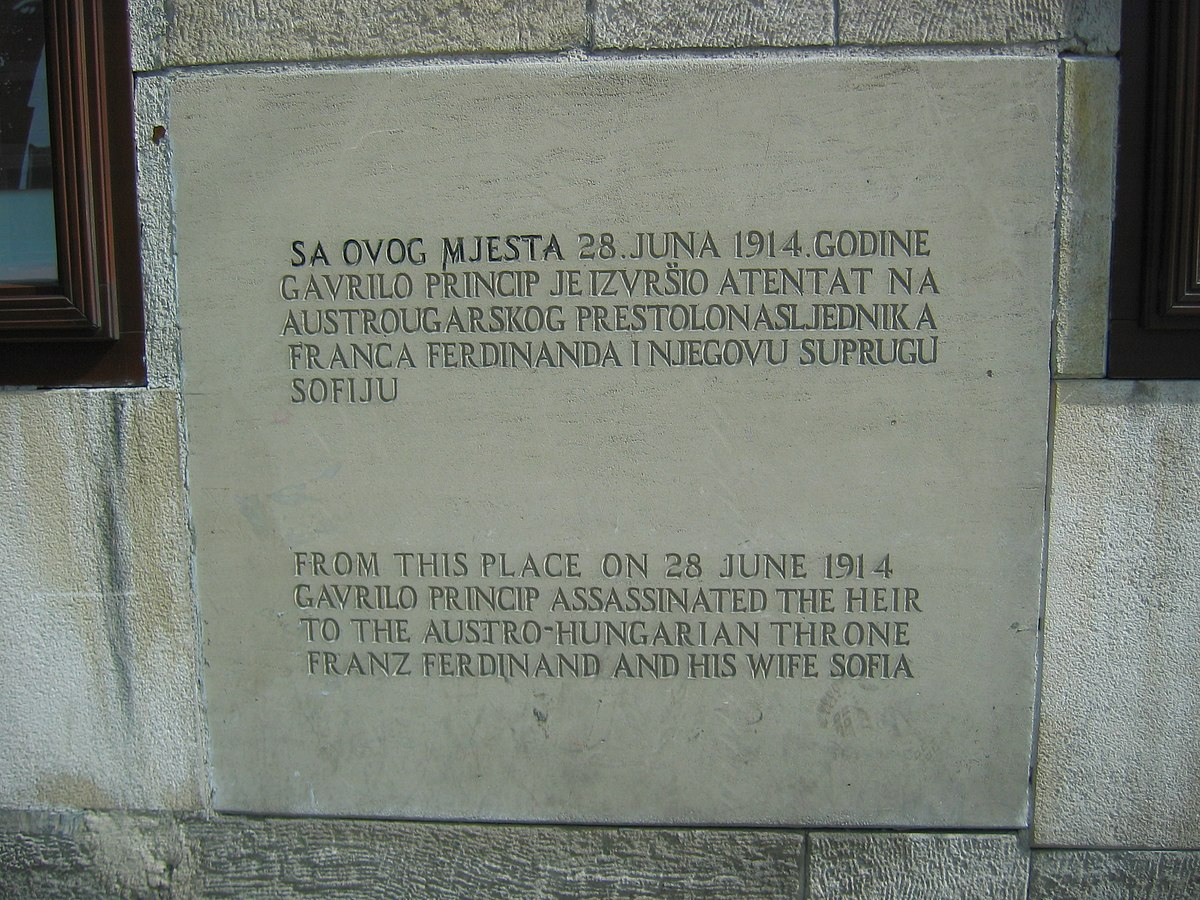 SA OVOG MJESTA 28. JUNA 1914. GODINE
GAVRILO PRINCIP JE IZVRŠIO ATENTAT NA
AUSTROUGARSKOG PRESTOLONASLJEDNIKA
FRANCA FERDINANDA I NJEGOVU SUPRUGU
SOFIJU
FROM THIS PLACE ON 28 JUNE 1914
GAVRILO PRINCIP ASSASSINATED THE HEIR
TO THE AUSTRO-HUNGARIAN THRONE
FRANZ FERDINAND AND HIS WIFE SOFIA